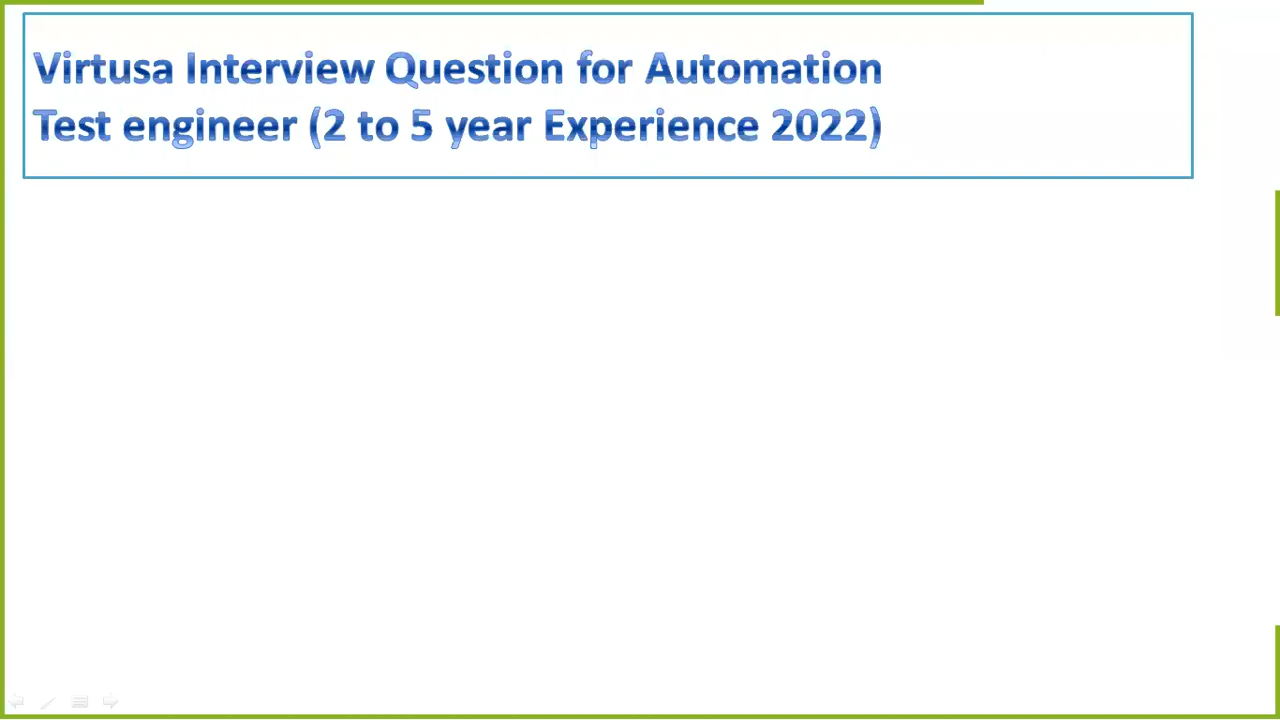 Virtusa Interview Question for Automation
Test engineer (2 to 5 year Experience 2022)